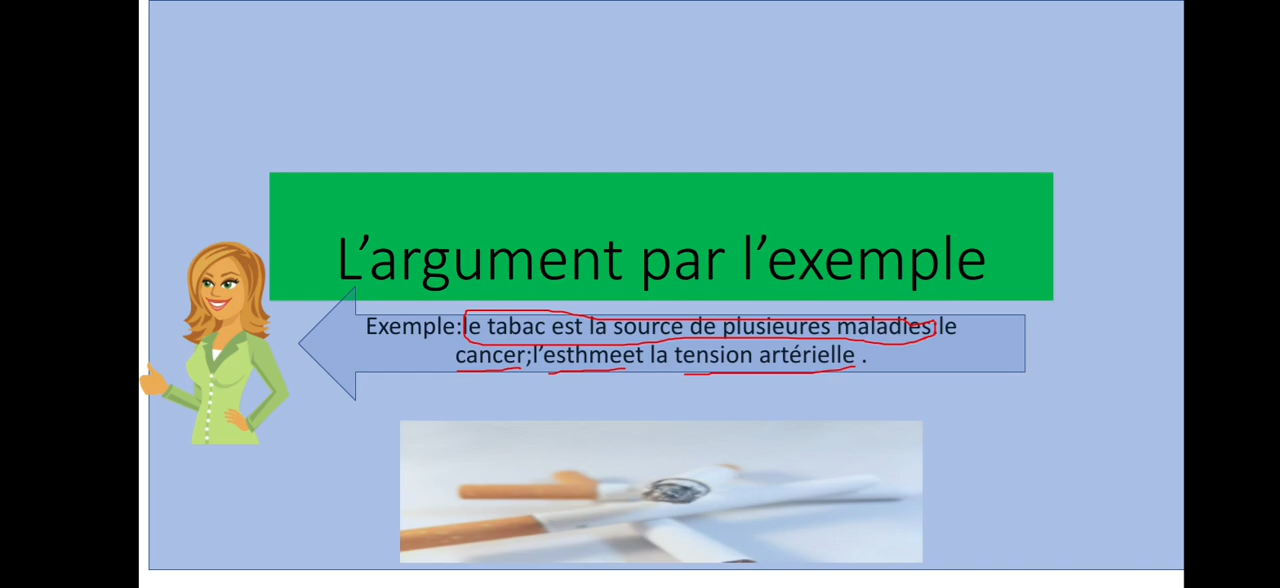 L'argument par l'exemple
Exemple:le tabac est la source de plusieures maladies;le
cancer;l'esthmeet la tension artérielle .